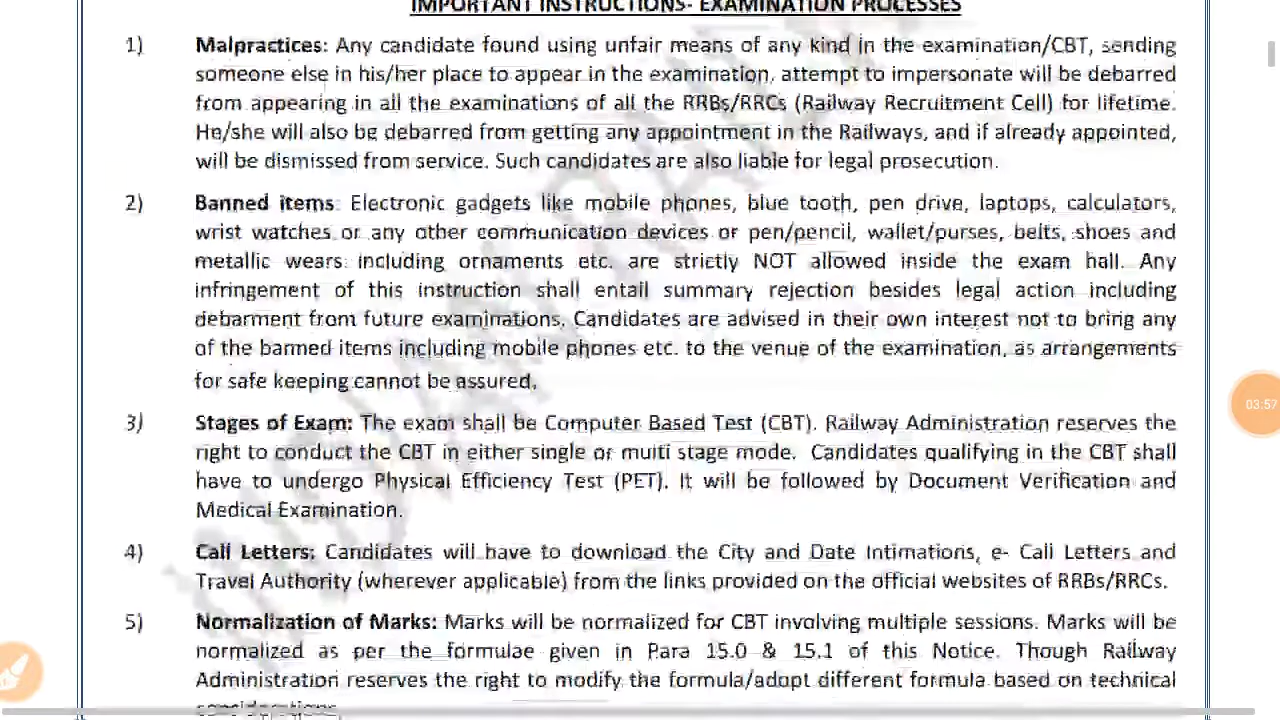 IMPORTANT INSTRUCTIONS- EXAMINATION PROCESSES
1) Malpractices: Any candidate found using unfair means of any kind in the examination/CBT, sending
someone else in his/her place to appear in the examination, attempt to impersonate will be debarred
from appearing in all the examinations of all the RRBs/RRCs (Railway Recruitment Cell) for lifetime.
He/she will also be debarred from getting any appointment in the Railways, and if already appointed,
will be dismissed from service. Such candidates are also liable for legal prosecution.
2) Banned items: Electronic gadgets like mobile phones, blue tooth, pen drive, laptops, calculators,
wrist watches or any other communication devices or pen/pencil, wallet/purses, belts, shoes and
metallic wears including ornaments etc. are strictly NOT allowed inside the exam hall. Any
infringement of this instruction shall entail summary rejection besides legal action including
debarment from future examinations. Candidates are advised in their own interest not to bring any
of the banned items including mobile phones etc. to the venue of the examination, as arrangements
for safe keeping cannot be assured.
3) Stages of Exam: The exam shall be Computer Based Test (CBT). Railway Administration reserves the
right to conduct the CBT in either single or multi stage mode. Candidates qualifying in the CBT shall
have to undergo Physical Efficiency Test (PET). It will be followed by Document Verification and
Medical Examination.
4) Call Letters: Candidates will have to download the City and Date Intimations, e- Call Letters and
Travel Authority (wherever applicable) from the links provided on the official websites of RRBs/RRCs.
5) Normalization of Marks: Marks will be normalized for CBT involving multiple sessions. Marks will be
normalized as per the formulae given in Para 15.0 & 15.1 of this Notice. Though Railway
Administration reserves the right to modify the formula/adopt different formula based on technical
03:57